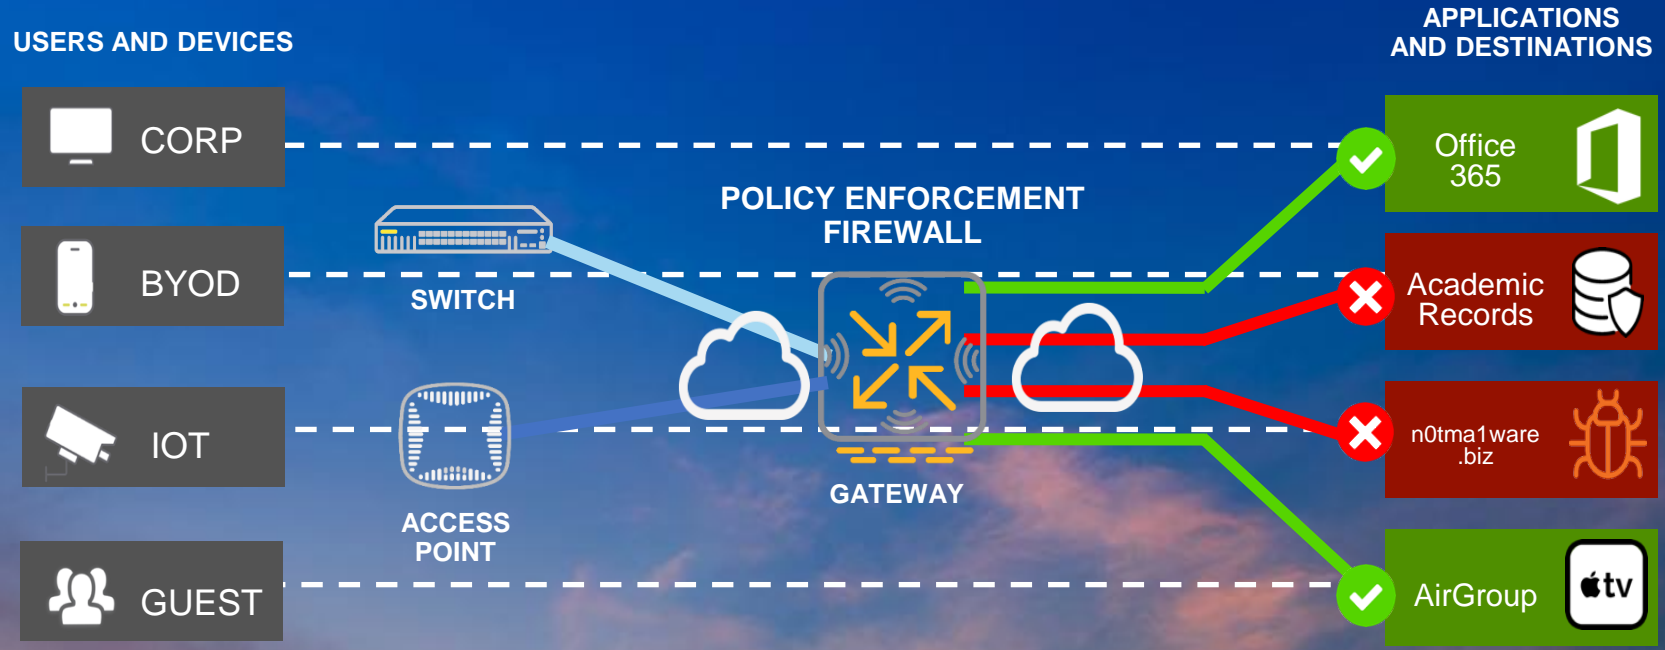 USERS AND DEVICES
APPLICATIONS
AND DESTINATIONS
CORP
Office
365
POLICY ENFORCEMENT
FIREWALL
BYOD
SWITCH
Academic
Records
IOT
n0tma1ware
.biz
GATEWAY
ACCESS
POINT
GUEST
AirGroup
tv